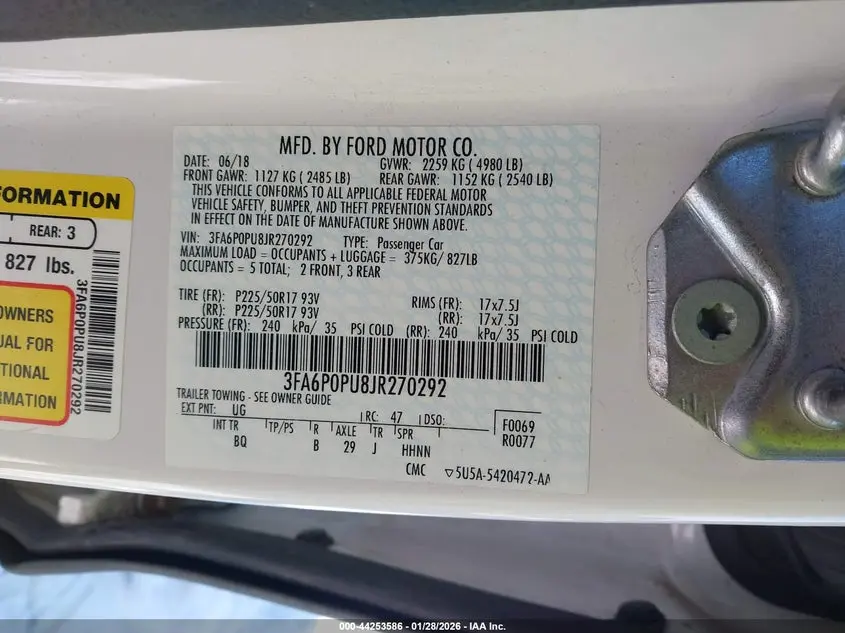 MFD. BY FORD MOTOR CO.
DATE: 06/18 GVWR: 2259 KG ( 4980 LB)
FRONT GAWR: 1127 KG ( 2485 LB) REAR GAWR: 1152 KG ( 2540 LB)
THIS VEHICLE CONFORMS TO ALL APPLICABLE FEDERAL MOTOR
VEHICLE SAFETY, BUMPER, AND THEFT PREVENTION STANDARDS
IN EFFECT ON THE DATE OF MANUFACTURE SHOWN ABOVE.
VIN: 3FA6P0PU8JR270292 TYPE: Passenger Car
MAXIMUM LOAD = OCCUPANTS + LUGGAGE = 375KG/ 827LB
OCCUPANTS = 5 TOTAL; 2 FRONT, 3 REAR
TIRE (FR): P225/50R17 93V RIMS (FR): 17x7.5J
(RR): P225/50R17 93V (RR): 17x7.5J
PRESSURE (FR): 240 kPa/ 35 PSI COLD (RR): 240 kPa/ 35 PSI COLD
3FA6P0PU8JR270292
TRAILER TOWING - SEE OWNER GUIDE
EXT PNT: UG RC: 47 DSO: F0069
R0077
INT TR TP/PS R AXLE TR SPR
BQ B 29 J HHNN
CMC ▽5U5A-5420472-AA
FORMATION
REAR: 3
827 lbs.
OWNERS
UAL FOR
TIONAL
RMATION
3FA6P0PU8JR270292
000-44253586 - 01/28/2026 - IAA Inc.